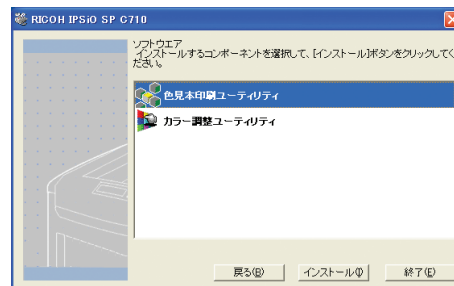 RICOH IPSiO SP C710
ソフトウエア
インストールするコンポーネントを選択して、[インストール]ボタンをクリックしてく
ださい。
色見本印刷ユーティリティ
カラー調整ユーティリティ
戻る(B) インストール(I) 終了(E)